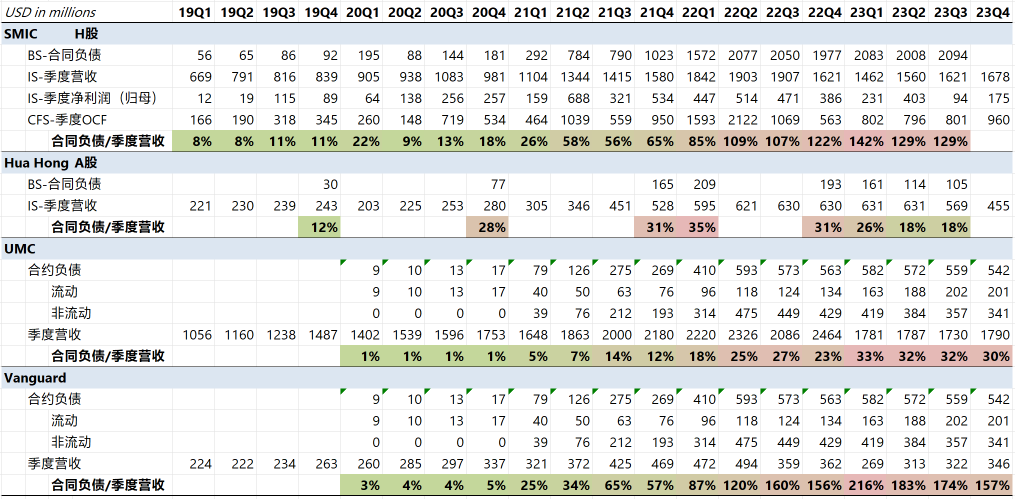 USD in millions 19Q1 19Q2 19Q3 19Q4 20Q1 20Q2 20Q3 20Q4 21Q1 21Q2 21Q3 21Q4 22Q1 22Q2 22Q3 22Q4 23Q1 23Q2 23Q3 23Q4
SMIC H股
BS-合同负债 56 65 86 92 195 88 144 181 292 784 790 1023 1572 2077 2050 1977 2083 2008 2094
IS-季度营收 669 791 816 839 905 938 1083 981 1104 1344 1415 1580 1842 1903 1907 1621 1462 1560 1621 1678
IS-季度净利润（归母） 12 19 115 89 64 138 256 257 159 688 321 534 447 514 471 386 231 403 94 175
CFS-季度OCF 166 190 318 345 260 148 719 534 464 1039 559 950 1593 2122 1069 563 802 796 801 960
合同负债/季度营收 8% 8% 11% 11% 22% 9% 13% 18% 26% 58% 56% 65% 85% 109% 107% 122% 142% 129% 129%
Hua Hong A股
BS-合同负债 30 77 165 209 193 161 114 105
IS-季度营收 221 230 239 243 203 225 253 280 305 346 451 528 595 621 630 630 631 631 569 455
合同负债/季度营收 12% 28% 31% 35% 31% 26% 18% 18%
UMC
合约负债 9 10 13 17 79 126 275 269 410 593 573 563 582 572 559 542
流动 9 10 13 17 40 50 63 76 96 118 124 134 163 188 202 201
非流动 0 0 0 0 39 76 212 193 314 475 449 429 419 384 357 341
季度营收 1056 1160 1238 1487 1402 1539 1596 1753 1648 1863 2000 2180 2220 2326 2086 2464 1781 1787 1730 1790
合同负债/季度营收 1% 1% 1% 1% 5% 7% 14% 12% 18% 25% 27% 23% 33% 32% 32% 30%
Vanguard
合约负债 9 10 13 17 79 126 275 269 410 593 573 563 582 572 559 542
流动 9 10 13 17 40 50 63 76 96 118 124 134 163 188 202 201
非流动 0 0 0 0 39 76 212 193 314 475 449 429 419 384 357 341
季度营收 224 222 234 263 260 285 297 337 321 372 425 469 472 494 359 362 269 313 322 346
合同负债/季度营收 3% 4% 4% 5% 25% 34% 65% 57% 87% 120% 160% 156% 216% 183% 174% 157%